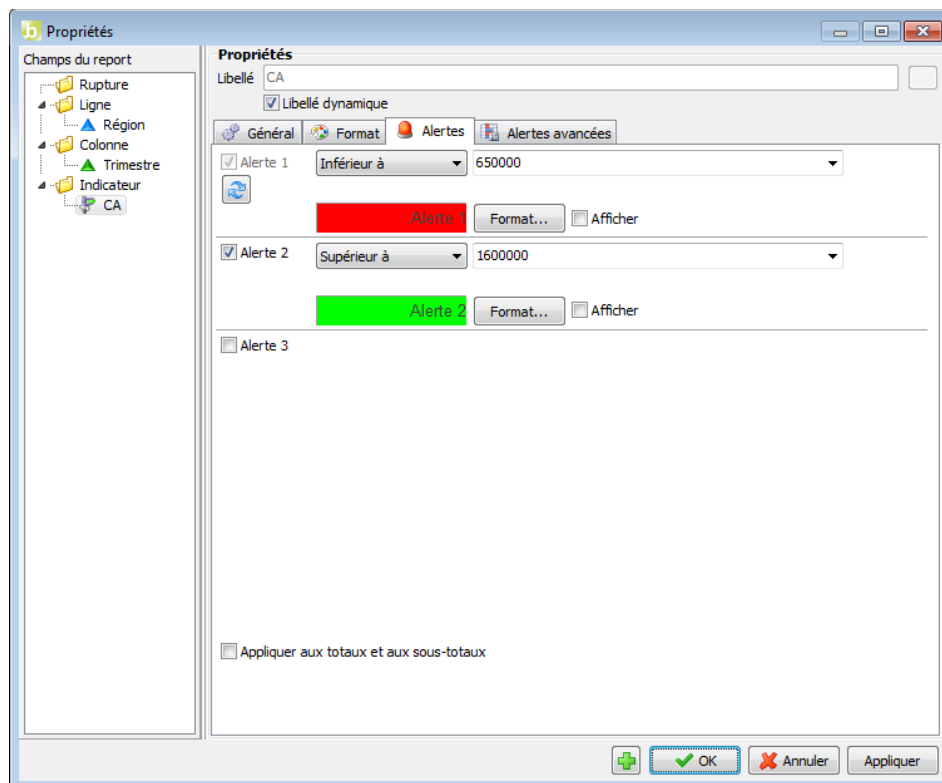 Propriétés
Champs du report
Rupture
Ligne
Région
Colonne
Trimestre
Indicateur
CA
Propriétés
Libellé CA
Libellé dynamique
Général Format Alertes Alertes avancées
Alerte 1 Inférieur à 650000
Alerte 1 Format... Afficher
Alerte 2 Supérieur à 1600000
Alerte 2 Format... Afficher
Alerte 3
Appliquer aux totaux et aux sous-totaux
OK Annuler Appliquer